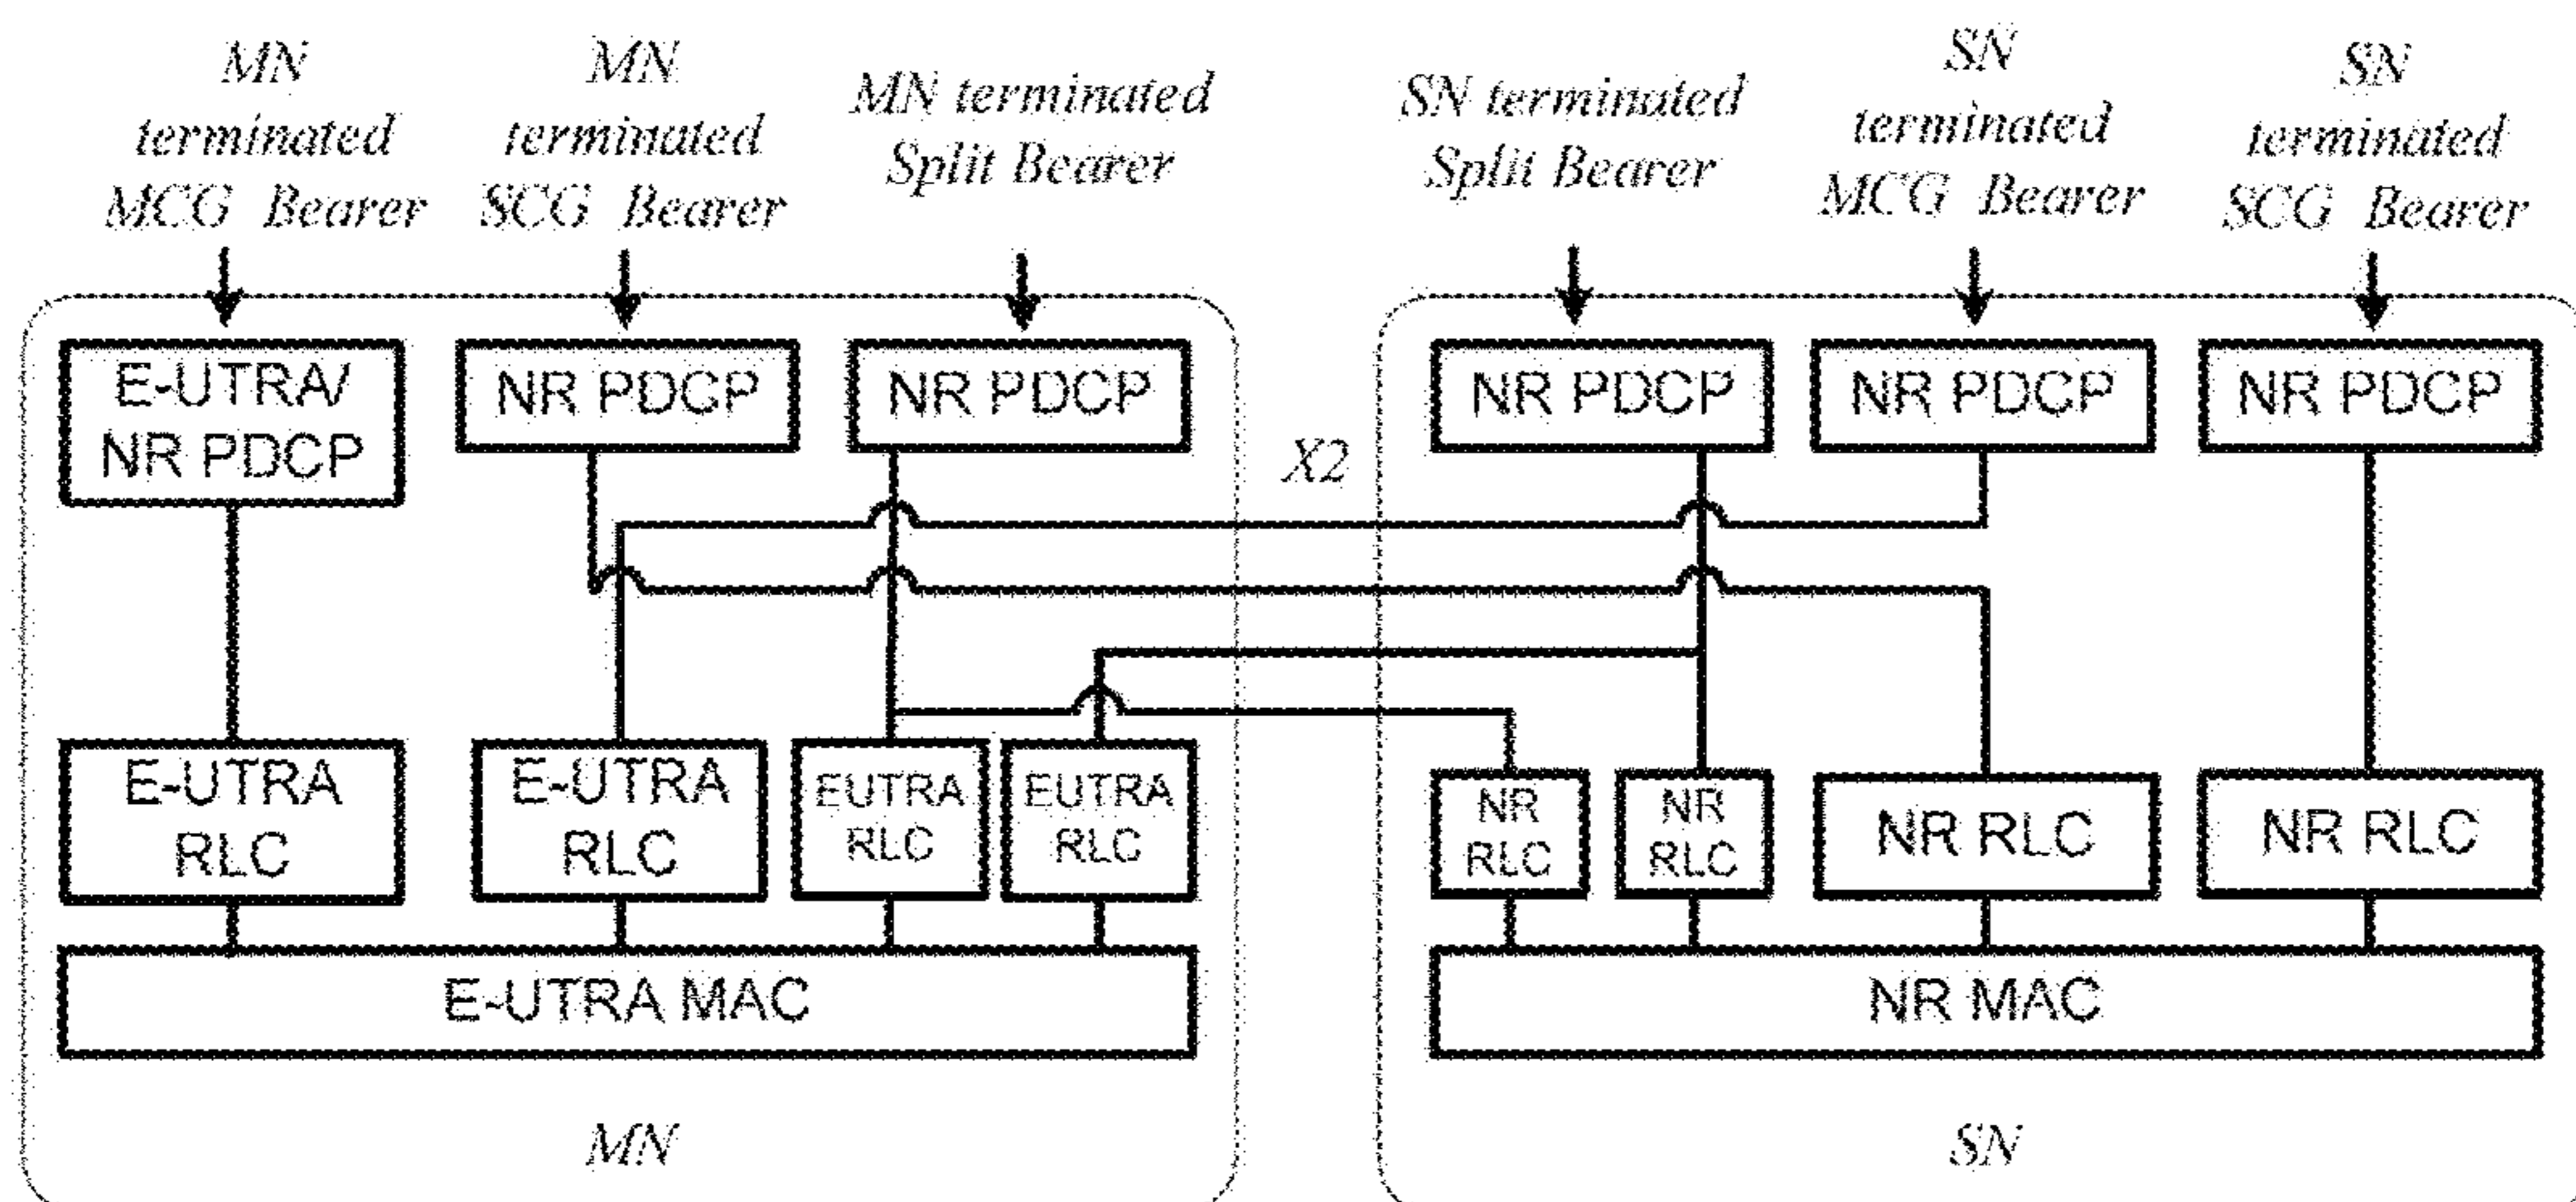 MN
terminated
MCG Bearer
MN
terminated
SCG Bearer
MN terminated
Split Bearer
SN terminated
Split Bearer
SN
terminated
MCG Bearer
SN
terminated
SCG Bearer
E-UTRA/
NR PDCP
NR PDCP
NR PDCP
X2
NR PDCP
NR PDCP
NR PDCP
E-UTRA
RLC
E-UTRA
RLC
EUTRA
RLC
EUTRA
RLC
NR
RLC
NR
RLC
NR RLC
NR RLC
E-UTRA MAC
NR MAC
MN
SN